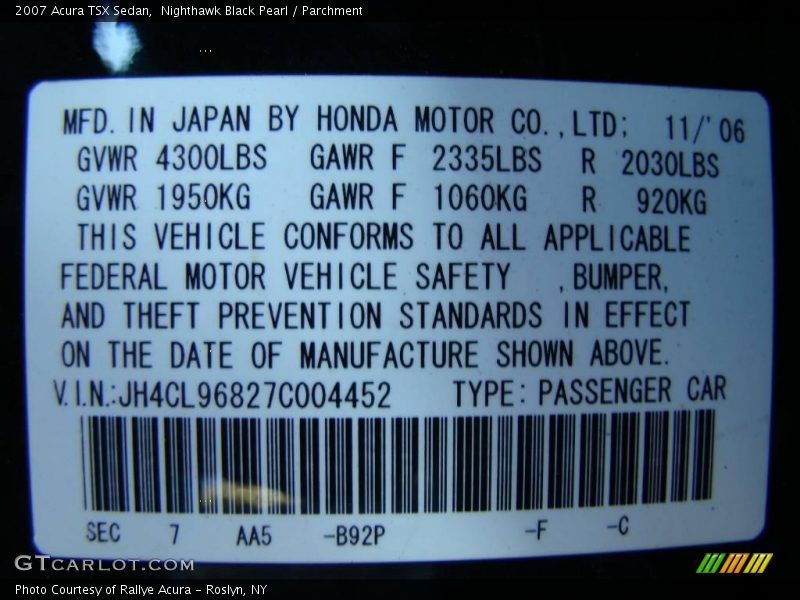 2007 Acura TSX Sedan,  Nighthawk Black Pearl / Parchment
MFD. IN JAPAN BY HONDA MOTOR CO.,LTD; 11/'06
GVWR 4300LBS GAWR F 2335LBS R 2030LBS
GVWR 1950KG GAWR F 1060KG R 920KG
THIS VEHICLE CONFORMS TO ALL APPLICABLE
FEDERAL MOTOR VEHICLE SAFETY ,BUMPER,
AND THEFT PREVENTION STANDARDS IN EFFECT
ON THE DATE OF MANUFACTURE SHOWN ABOVE.
V.I.N.:JH4CL96827C004452 TYPE: PASSENGER CAR
SEC 7 AA5 -B92P -F -C
GTCARLOT.COM
Photo Courtesy of Rallye Acura - Roslyn, NY